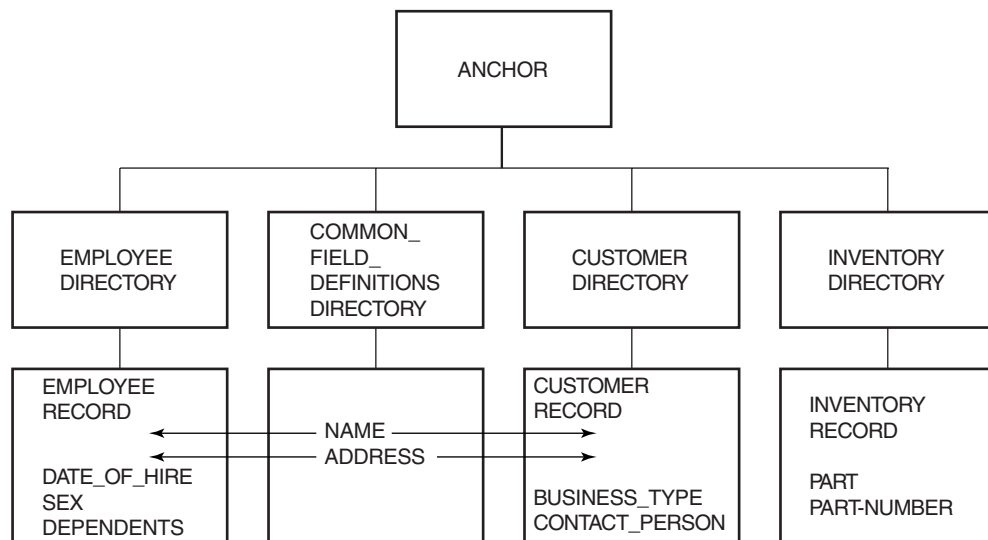 ANCHOR
EMPLOYEE
DIRECTORY
COMMON_
FIELD_
DEFINITIONS
DIRECTORY
CUSTOMER
DIRECTORY
INVENTORY
DIRECTORY
EMPLOYEE
RECORD
DATE_OF_HIRE
SEX
DEPENDENTS
NAME
ADDRESS
CUSTOMER
RECORD
BUSINESS_TYPE
CONTACT_PERSON
INVENTORY
RECORD
PART
PART-NUMBER